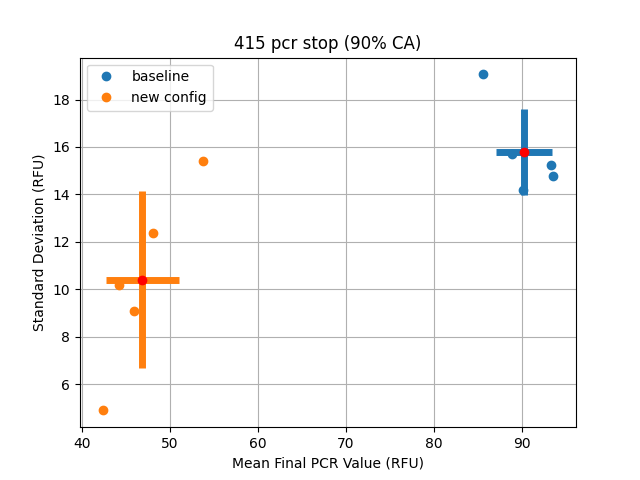 415 pcr stop (90% CA)
baseline
new config
18
16
14
12
10
8
6
Standard Deviation (RFU)
40 50 60 70 80 90
Mean Final PCR Value (RFU)